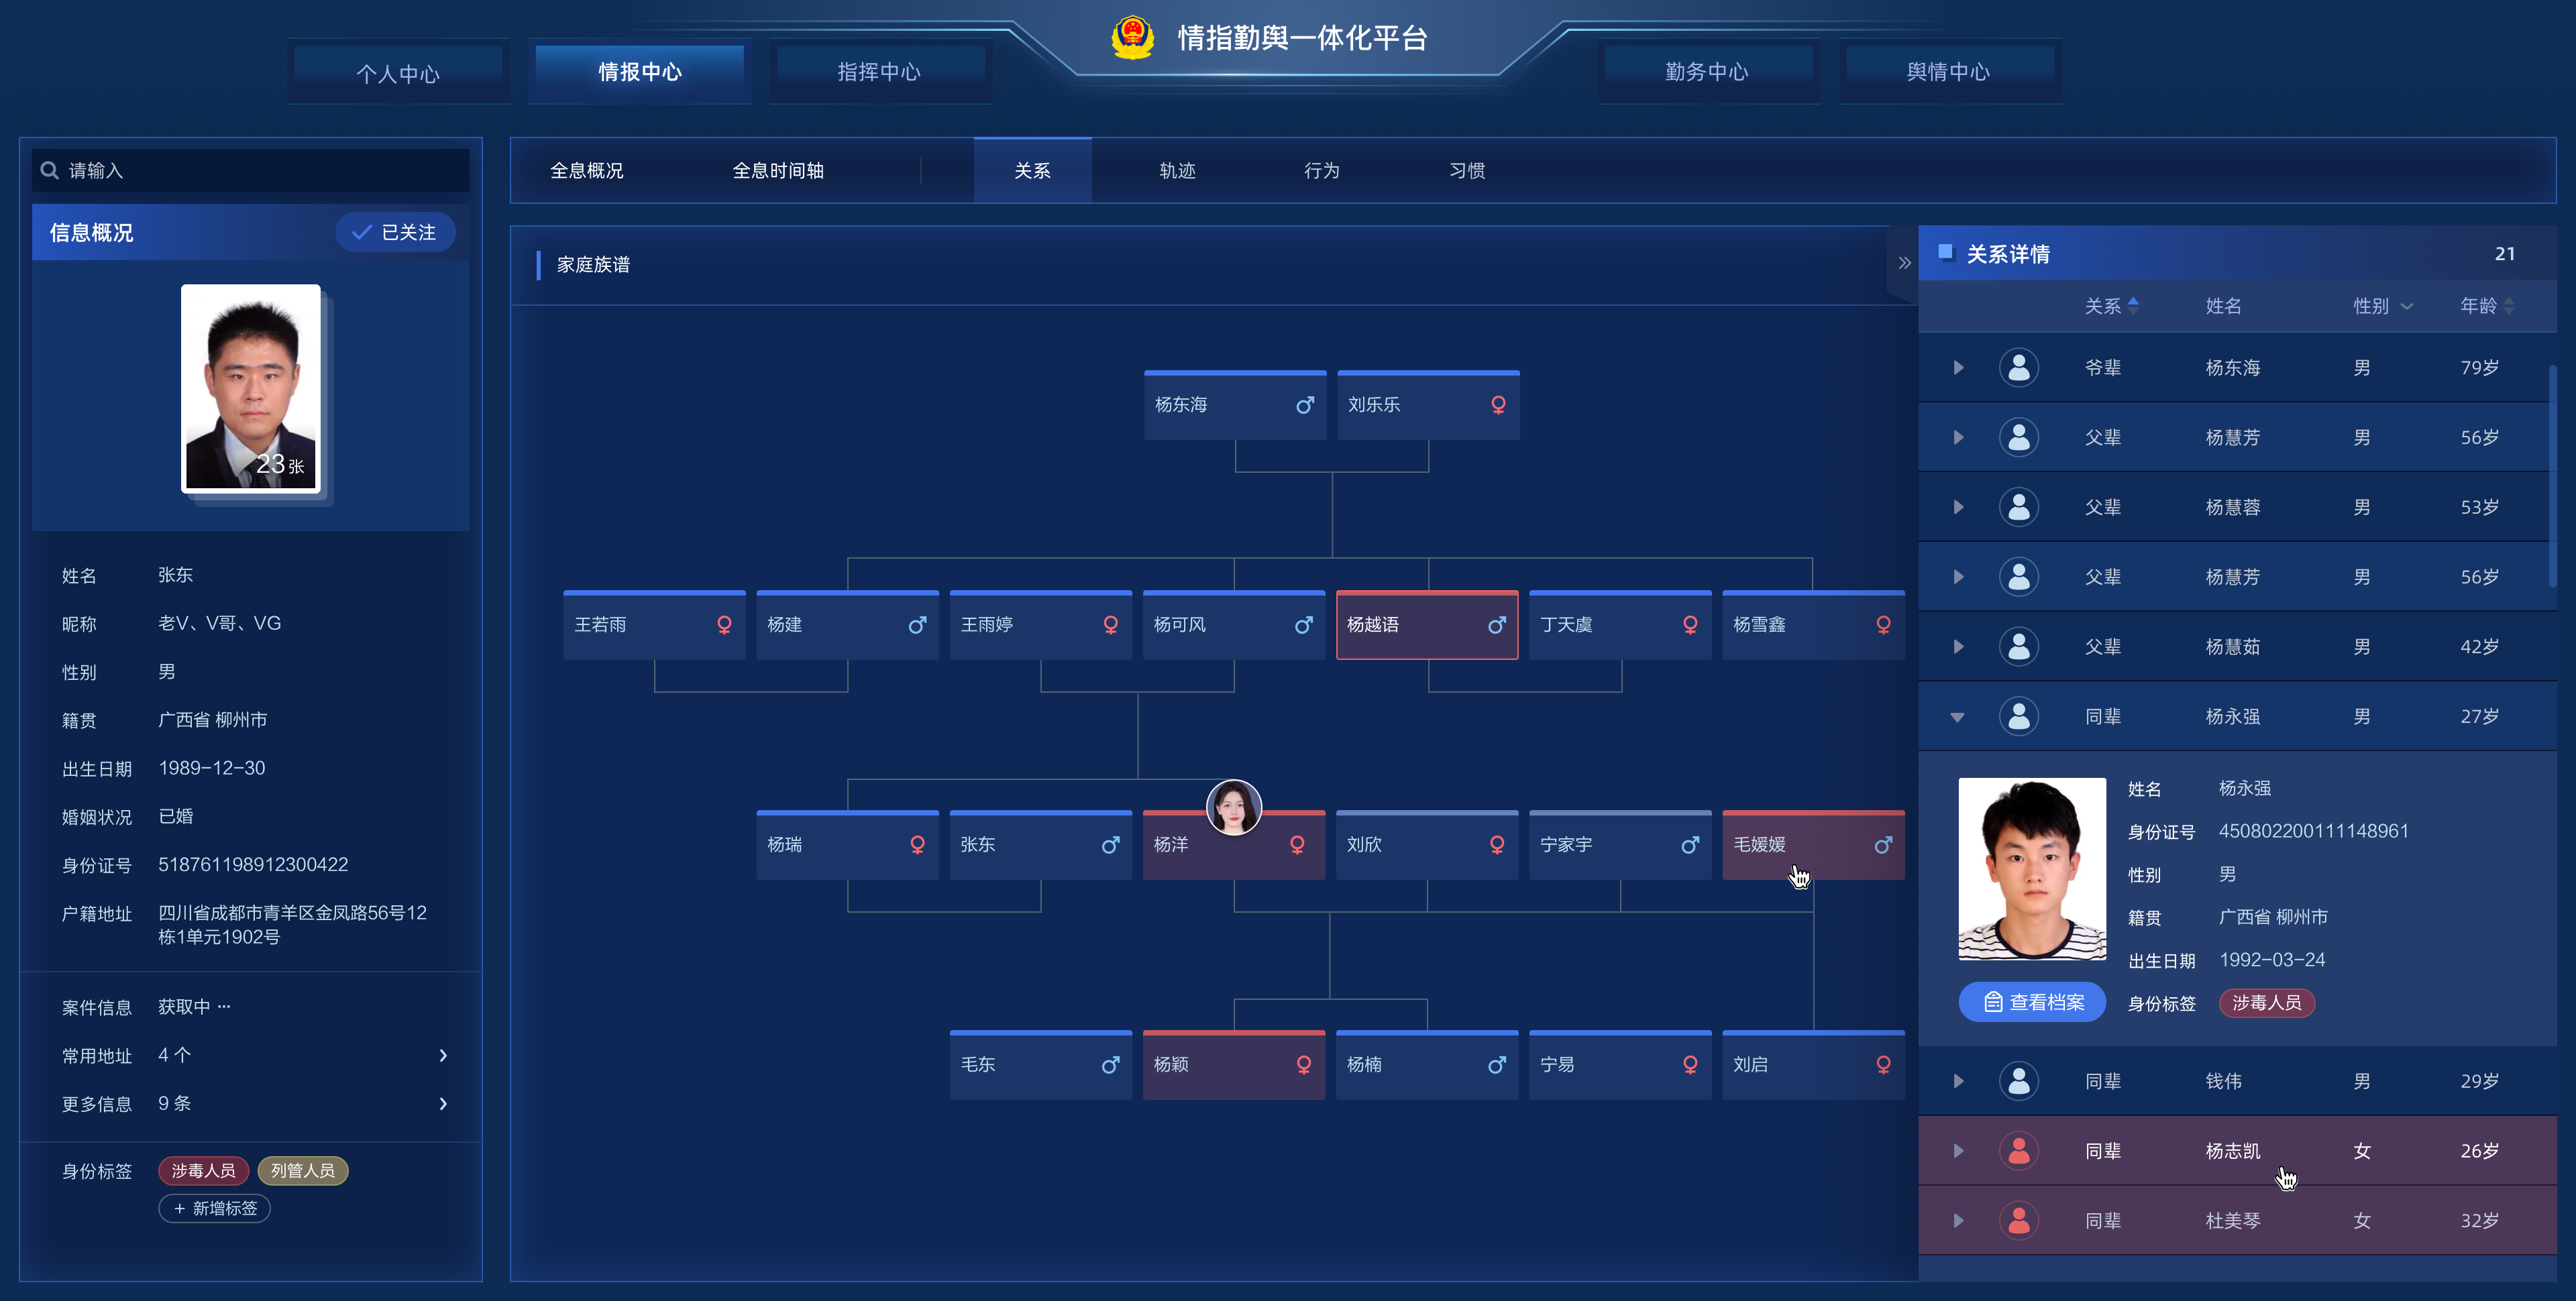 情指勤舆一体化平台
个人中心
情报中心
指挥中心
勤务中心
舆情中心
请输入
信息概况
已关注
23张
姓名 张东
昵称 老V、V哥、VG
性别 男
籍贯 广西省 柳州市
出生日期 1989-12-30
婚姻状况 已婚
身份证号 518761198912300422
户籍地址 四川省成都市青羊区金凤路56号12
栋1单元1902号
案件信息 获取中 ···
常用地址 4 个
更多信息 9 条
身份标签 涉毒人员 列管人员
+ 新增标签
全息概况 全息时间轴 关系 轨迹 行为 习惯
家庭族谱
杨东海 刘乐乐
王若雨 杨建 王雨婷 杨可风 杨越语 丁天虞 杨雪鑫
杨瑞 张东 杨洋 刘欣 宁家宇 毛媛媛
毛东 杨颖 杨楠 宁易 刘启
关系详情 21
关系 姓名 性别 年龄
爷辈 杨东海 男 79岁
父辈 杨慧芳 男 56岁
父辈 杨慧蓉 男 53岁
父辈 杨慧芳 男 56岁
父辈 杨慧茹 男 42岁
同辈 杨永强 男 27岁
姓名 杨永强
身份证号 450802200111148961
性别 男
籍贯 广西省 柳州市
出生日期 1992-03-24
身份标签 涉毒人员
查看档案
同辈 钱伟 男 29岁
同辈 杨志凯 女 26岁
同辈 杜美琴 女 32岁